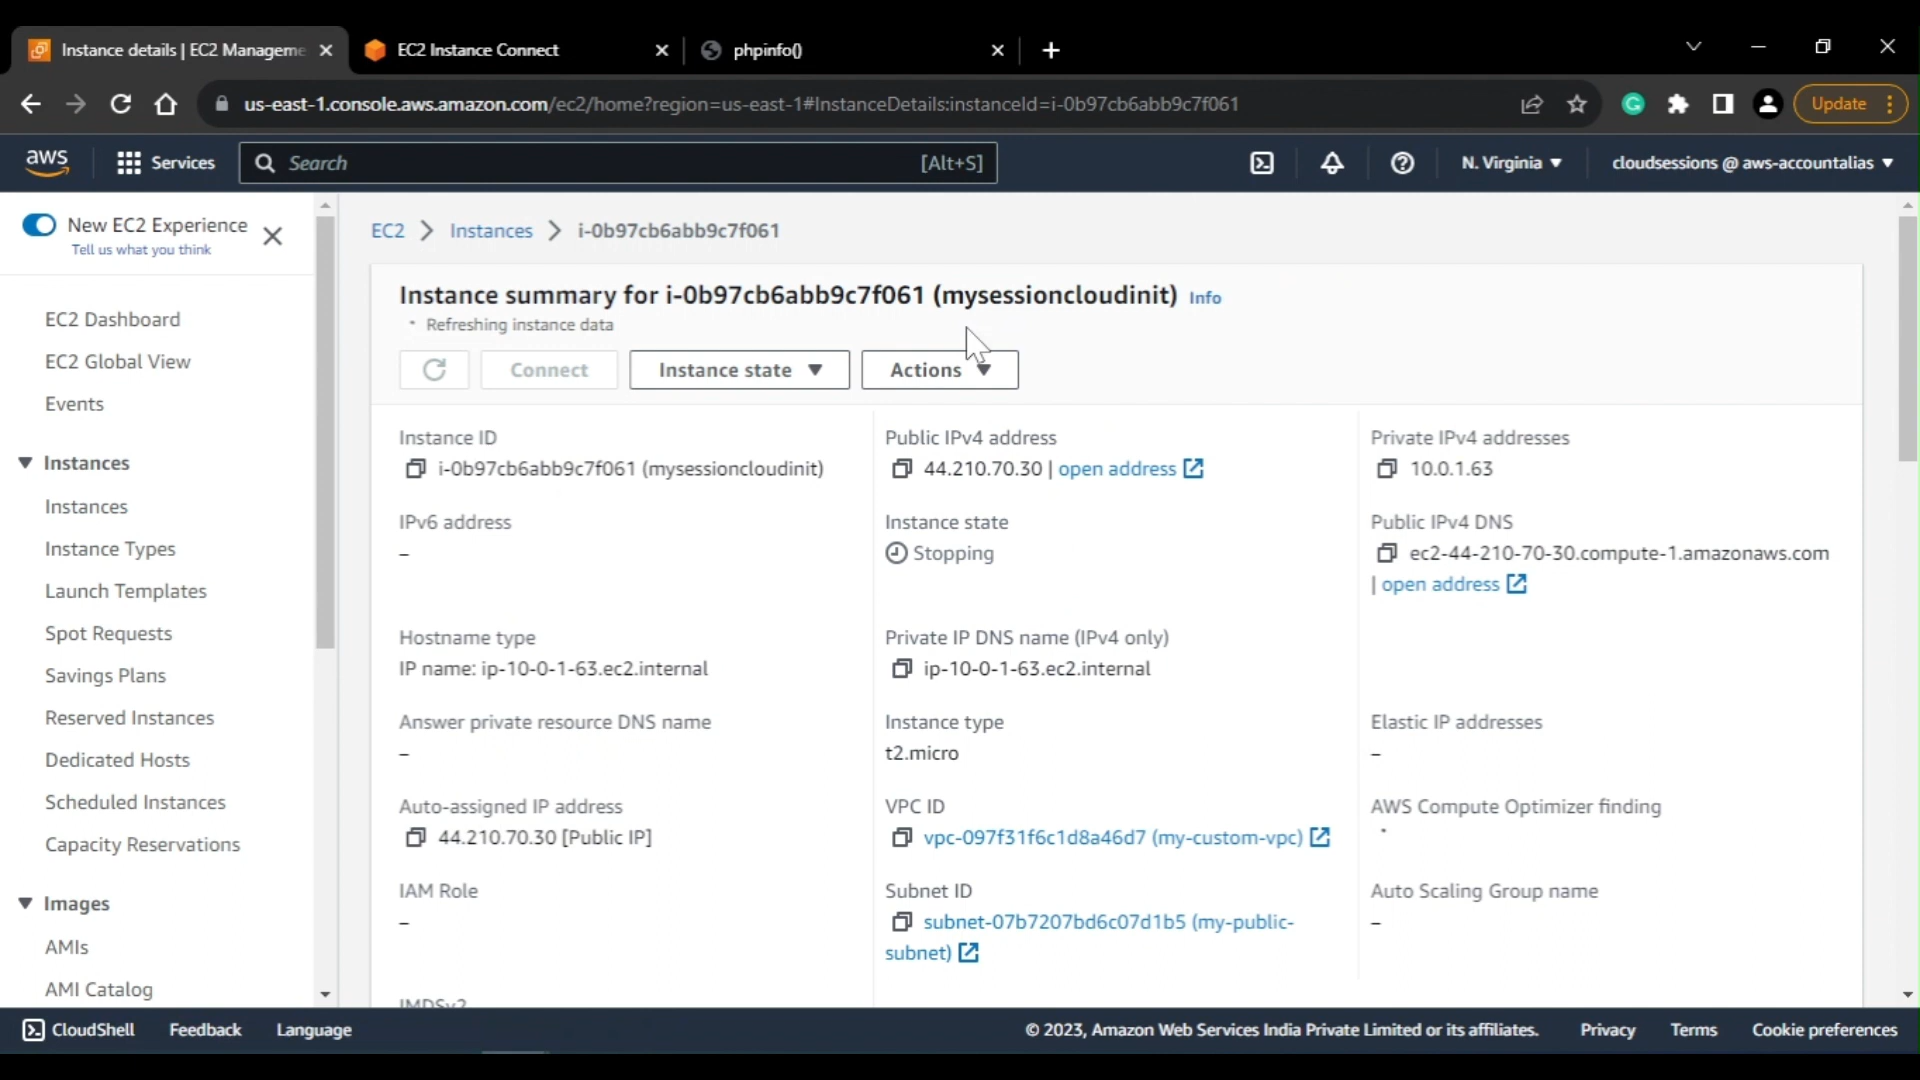 Instance details | EC2 Manageme
EC2 Instance Connect
phpinfo()
us-east-1.console.aws.amazon.com/ec2/home?region=us-east-1#InstanceDetails:instanceId=i-0b97cb6abb9c7f061
Update
aws
Services
Search
[Alt+S]
N. Virginia
cloudsessions @ aws-accountalias
New EC2 Experience
Tell us what you think
EC2 Dashboard
EC2 Global View
Events
Instances
Instances
Instance Types
Launch Templates
Spot Requests
Savings Plans
Reserved Instances
Dedicated Hosts
Scheduled Instances
Capacity Reservations
Images
AMIs
AMI Catalog
EC2 > Instances > i-0b97cb6abb9c7f061
Instance summary for i-0b97cb6abb9c7f061 (mysessioncloudinit) Info
Refreshing instance data
Connect
Instance state
Actions
Instance ID
i-0b97cb6abb9c7f061 (mysessioncloudinit)
Public IPv4 address
44.210.70.30 | open address
Private IPv4 addresses
10.0.1.63
IPv6 address
–
Instance state
Stopping
Public IPv4 DNS
ec2-44-210-70-30.compute-1.amazonaws.com
| open address
Hostname type
IP name: ip-10-0-1-63.ec2.internal
Private IP DNS name (IPv4 only)
ip-10-0-1-63.ec2.internal
Answer private resource DNS name
–
Instance type
t2.micro
Elastic IP addresses
–
Auto-assigned IP address
44.210.70.30 [Public IP]
VPC ID
vpc-097f31f6c1d8a46d7 (my-custom-vpc)
AWS Compute Optimizer finding
IAM Role
–
Subnet ID
subnet-07b7207bd6c07d1b5 (my-public-
subnet)
Auto Scaling Group name
–
IMDSv2
CloudShell
Feedback
Language
© 2023, Amazon Web Services India Private Limited or its affiliates.
Privacy
Terms
Cookie preferences